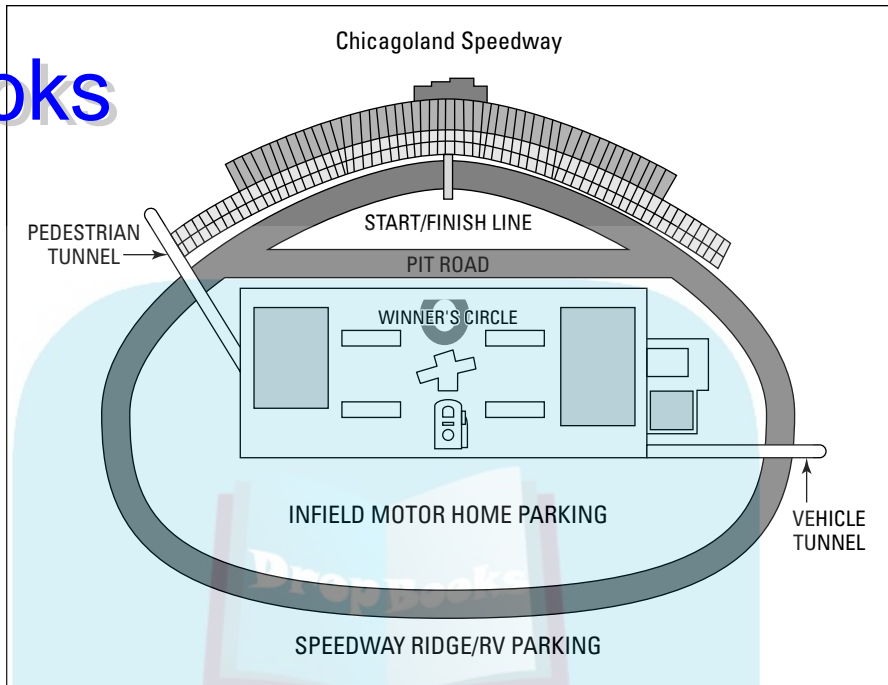 Chicagoland Speedway
oks
START/FINISH LINE
PEDESTRIAN
TUNNEL
PIT ROAD
WINNER'S CIRCLE
INFIELD MOTOR HOME PARKING
VEHICLE
TUNNEL
DropBooks
SPEEDWAY RIDGE/RV PARKING